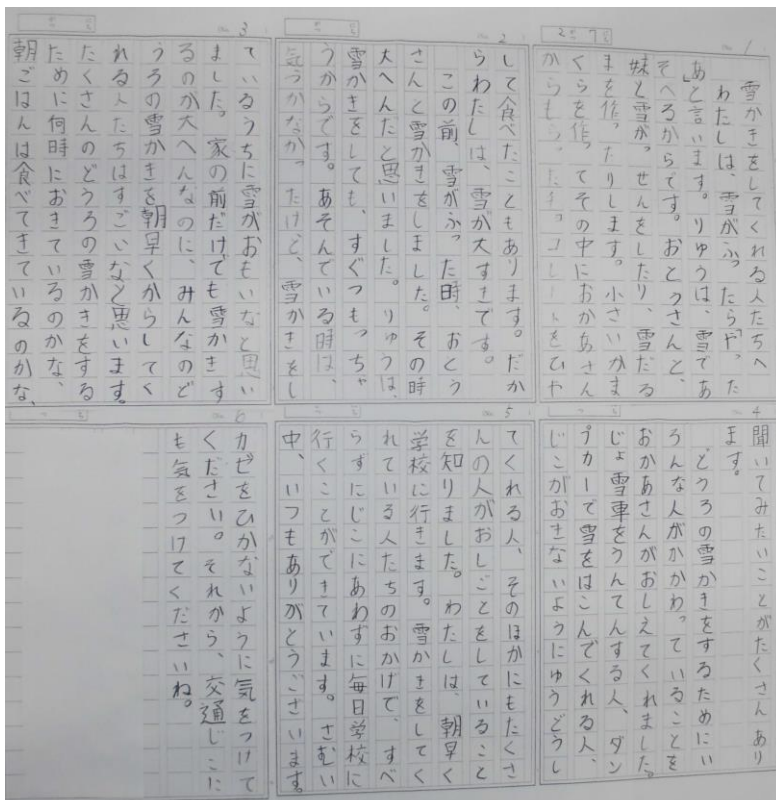 雪かきをしてくれる人たちへ
わたしは、雪がふったら「やった
あ」と言います。りゆうは、雪であ
そべるからです。おとうさんと、
妹と雪がっせんをしたり、雪だる
まを作ったりします。小さいかま
くらを作ってその中におかあさん
からもらったチョコレートをひや
して食べたこともあります。だか
らわたしは、雪が大すきです。
この前、雪がふった時、おとう
さんと雪かきをしました。その時
大へんだと思いました。りゆうは、
雪かきをしても、すぐつもっちゃ
うからです。あそんでいる時は、
気づかなかったけど、雪かきをし
ているうちに雪がおもいなと思い
ました。家の前だけでも雪かきす
るのが大へんなのに、みんなのど
うろの雪かきを朝早くからしてく
れる人たちはすごいなと思います。
たくさんのどうろの雪かきをする
ために何時におきているのかな、
朝ごはんは食べてきているのかな、
聞いてみたいことがたくさんあり
ます。
どうろの雪かきをするためにい
ろんな人がかかわっていることを
おかあさんがおしえてくれました。
じょ雪車をうんてんする人、ダン
プカーで雪をはこんでくれる人、
じこがおきないようにゆうどうし
てくれる人、そのほかにもたくさ
んの人がおしごとをしていること
を知りました。わたしは、朝早く
学校に行きます。雪かきをしてく
れている人たちのおかげで、すべ
らずにじこにあわずに毎日学校に
行くことができています。さむい
中、いつもありがとうございます。
カゼをひかないように気をつけて
ください。それから、交通じこに
も気をつけてくださいね。